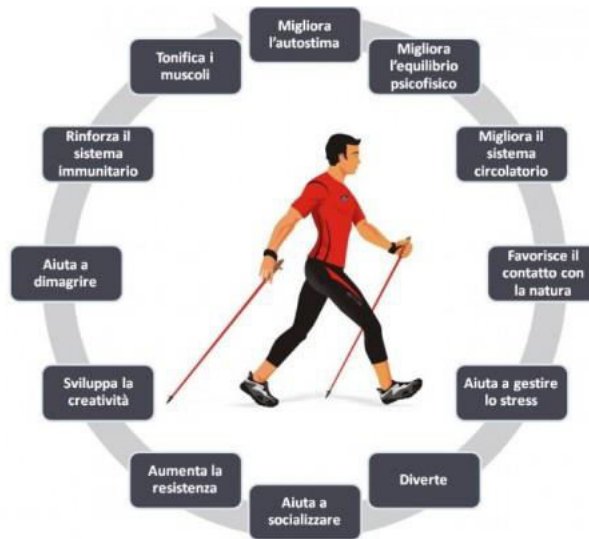 Migliora
l'autostima
Migliora
l'equilibrio
psicofisico
Migliora il
sistema
circolatorio
Favorisce il
contatto con
la natura
Aiuta a gestire
lo stress
Diverte
Aiuta a
socializzare
Aumenta la
resistenza
Sviluppa la
creatività
Aiuta a
dimagrire
Rinforza il
sistema
immunitario
Tonifica i
muscoli